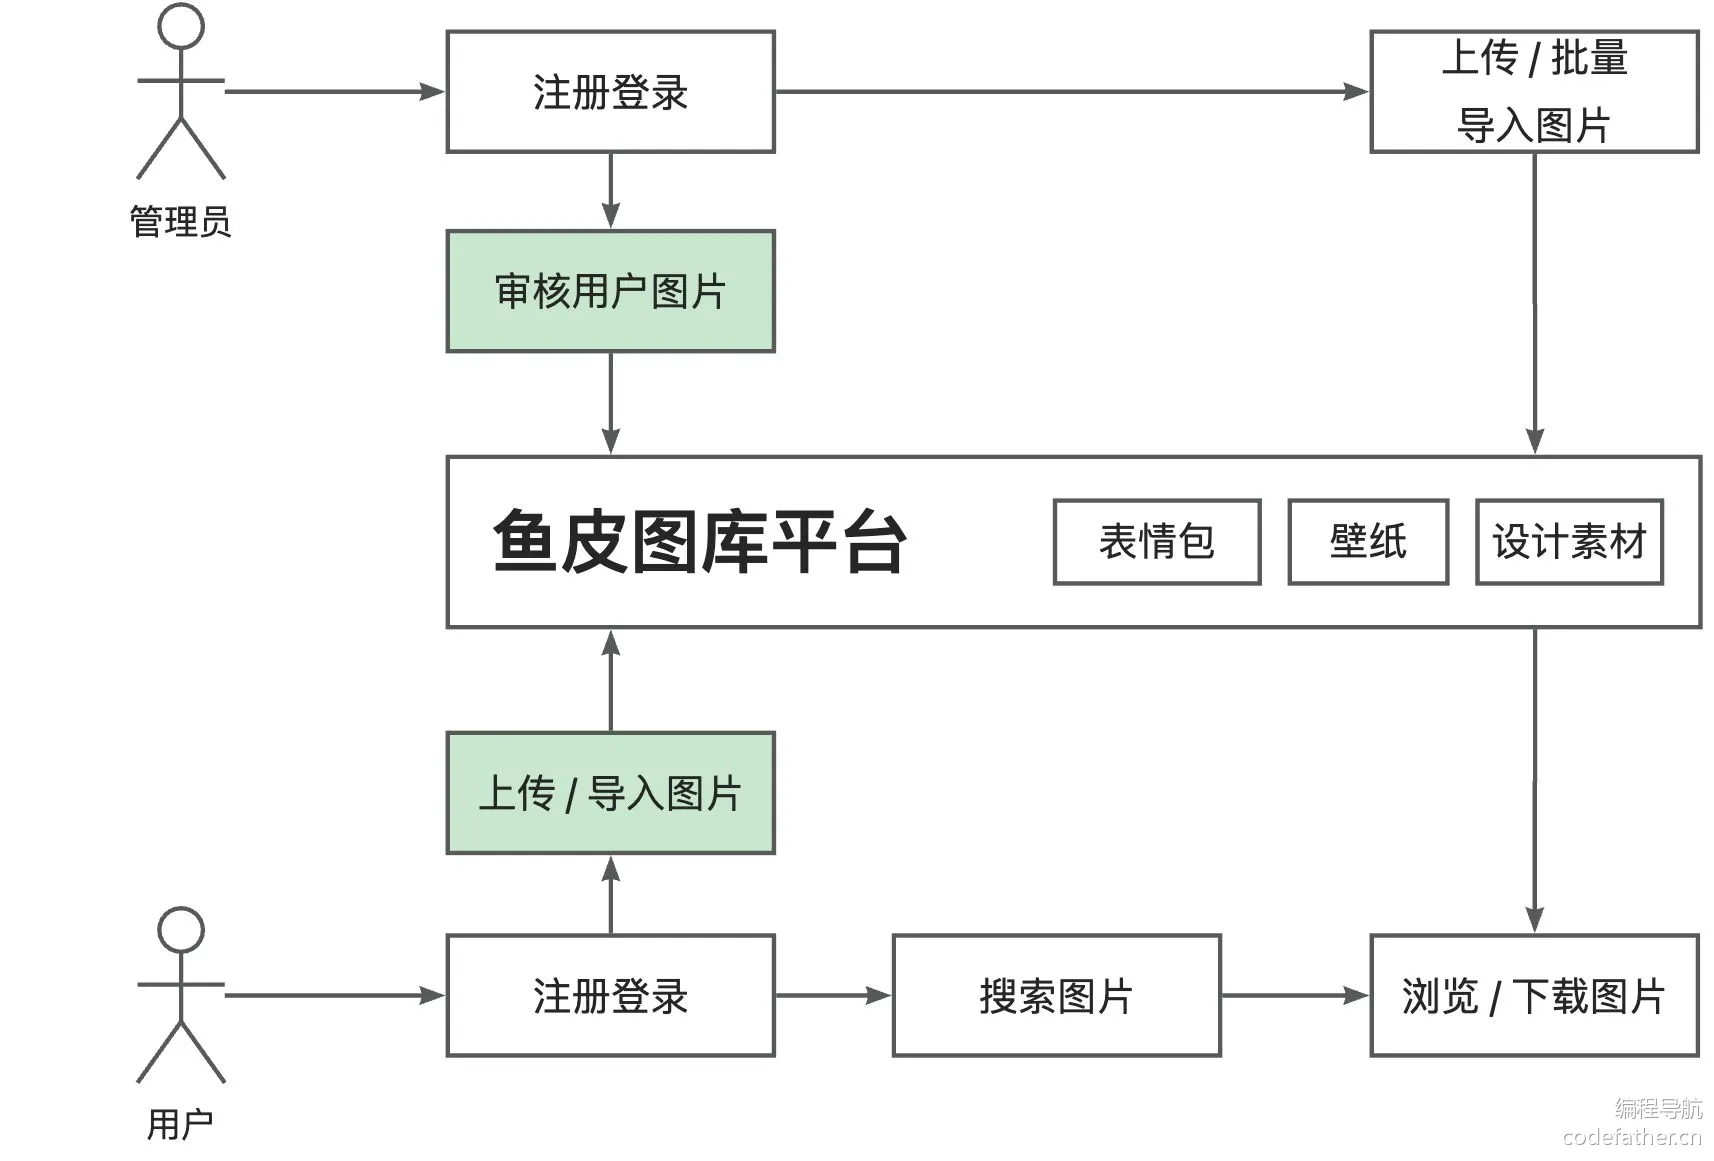 注册登录
上传 / 批量
导入图片
管理员
审核用户图片
鱼皮图库平台
表情包
壁纸
设计素材
上传 / 导入图片
注册登录
搜索图片
浏览 / 下载图片
用户
编程导航
codefather.cn